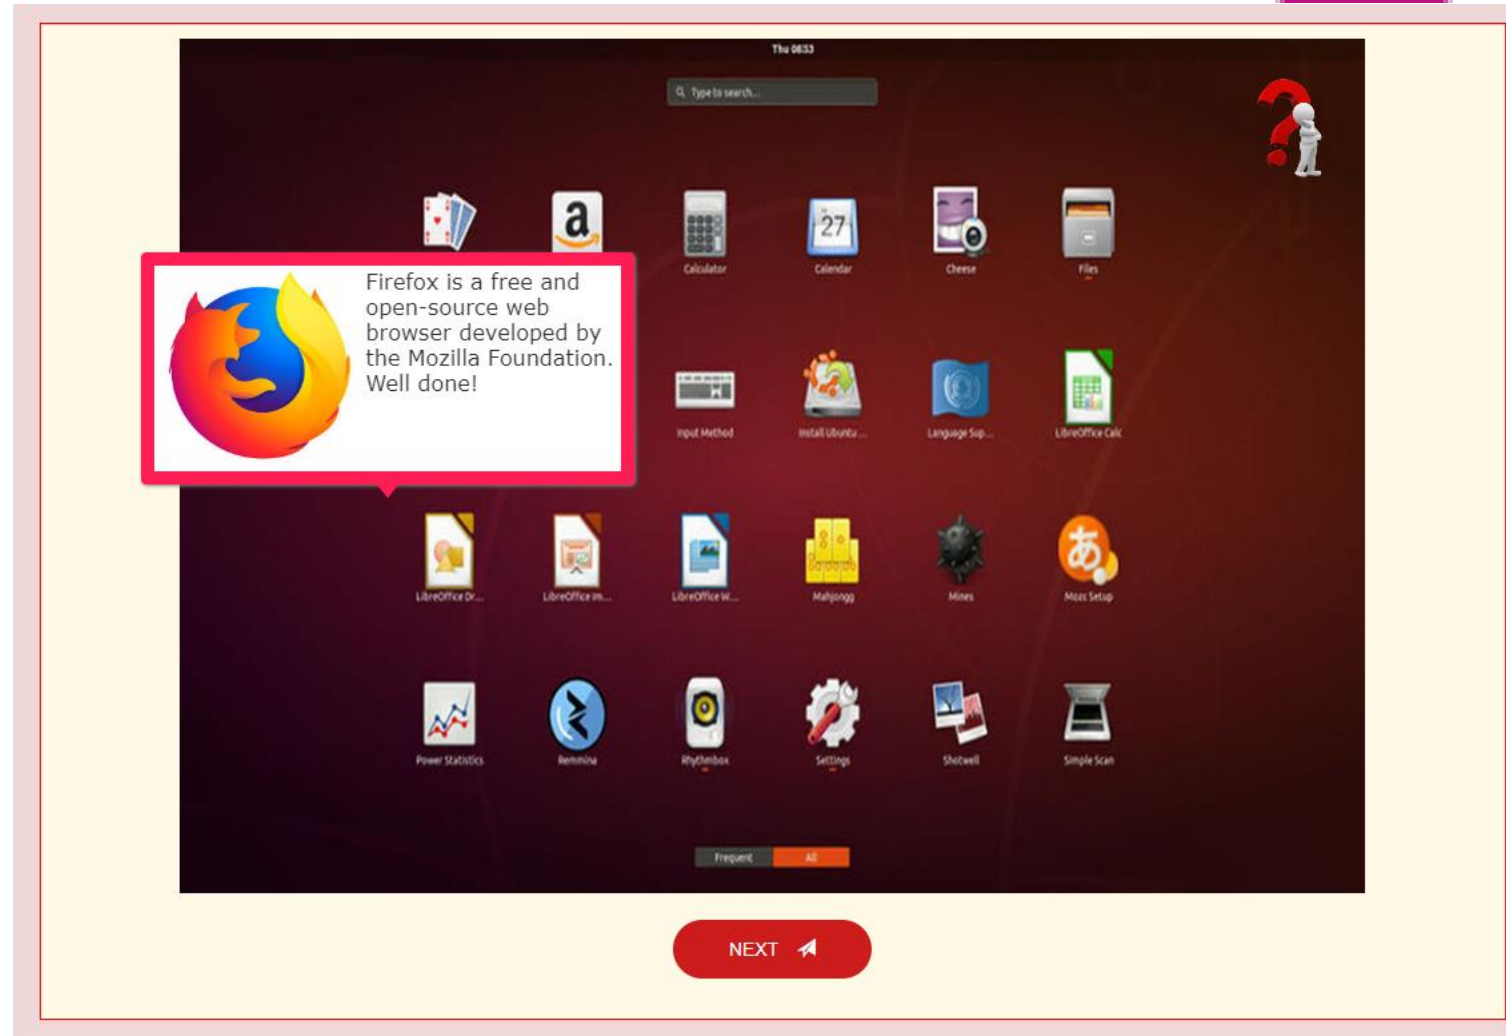 Thu 08:53
Type to search...
a
27
Calculator
Calendar
Cheese
Files
Firefox is a free and
open-source web
browser developed by
the Mozilla Foundation.
Well done!
Input Method
Install Ubuntu ...
Language Sup...
LibreOffice Calc
あ
LibreOffice Dr...
LibreOffice Im...
LibreOffice W...
Mahjongg
Mines
Mozc Setup
Power Statistics
Remmina
Rhythmbox
Settings
Shotwell
Simple Scan
Frequent
All
NEXT